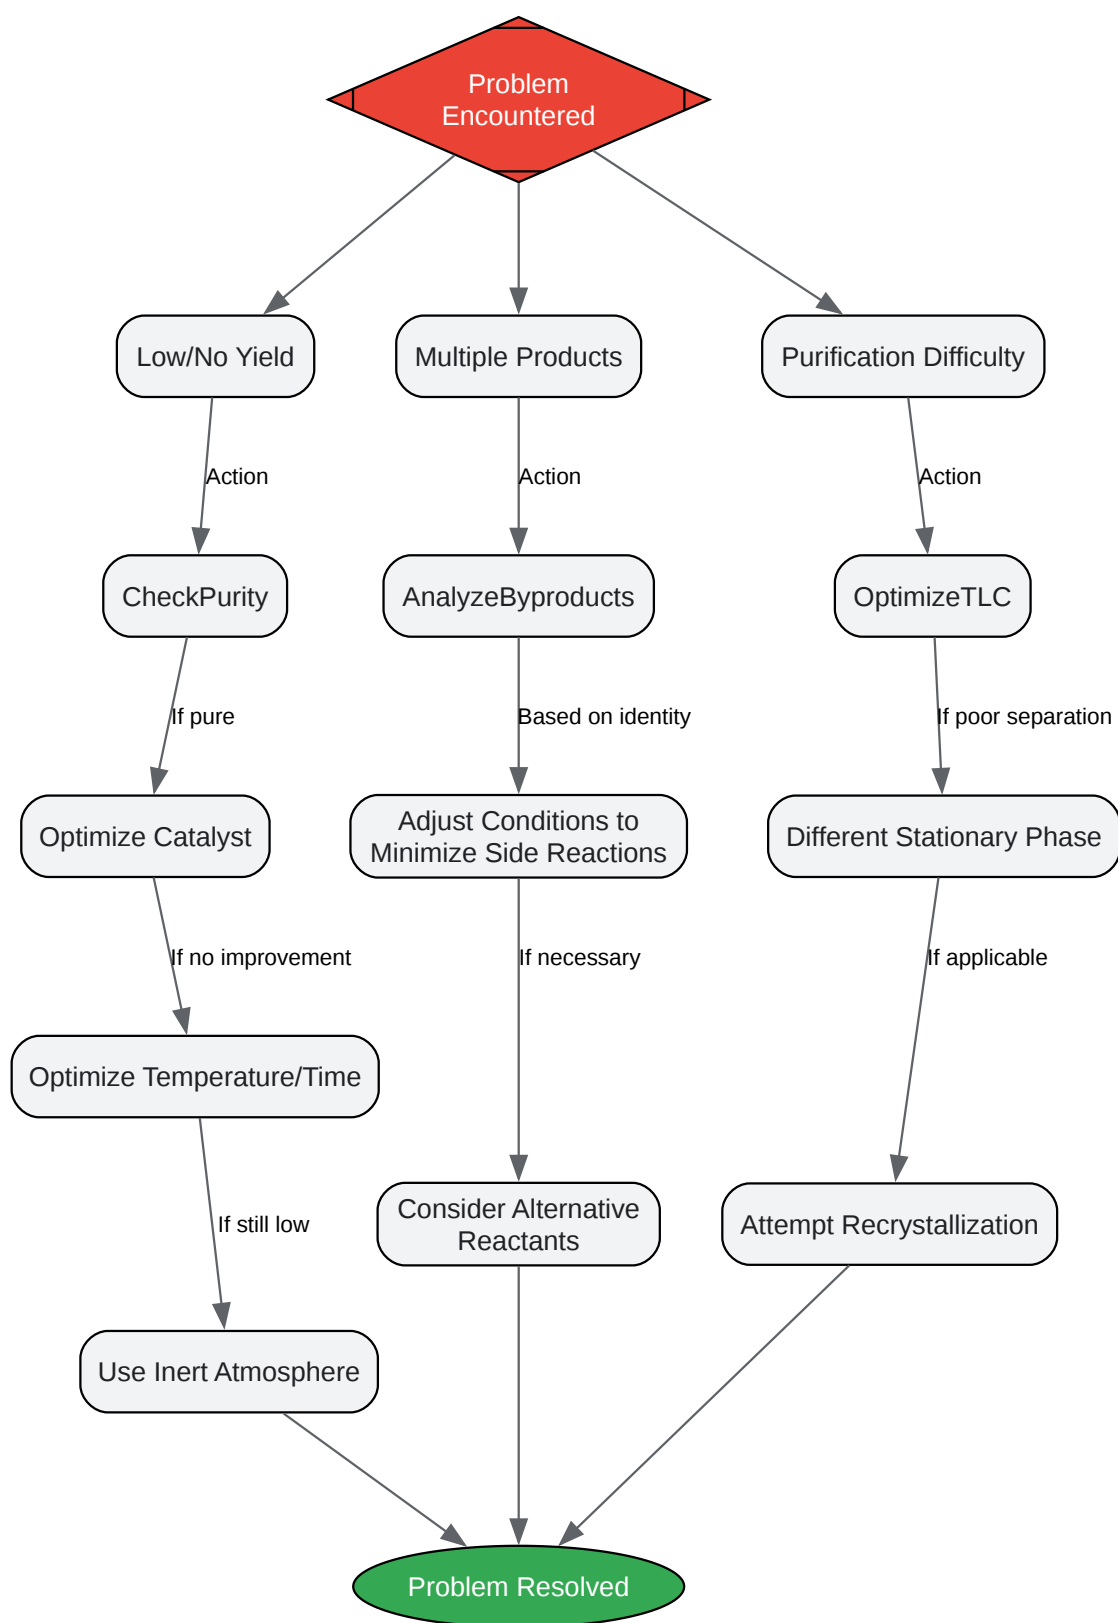 Problem
Encountered
Low/No Yield
Multiple Products
Purification Difficulty
Action
Action
Action
CheckPurity
AnalyzeByproducts
OptimizeTLC
If pure
Based on identity
If poor separation
Optimize Catalyst
Adjust Conditions to
Minimize Side Reactions
Different Stationary Phase
If no improvement
If necessary
If applicable
Optimize Temperature/Time
If still low
Consider Alternative
Reactants
Attempt Recrystallization
Use Inert Atmosphere
Problem Resolved